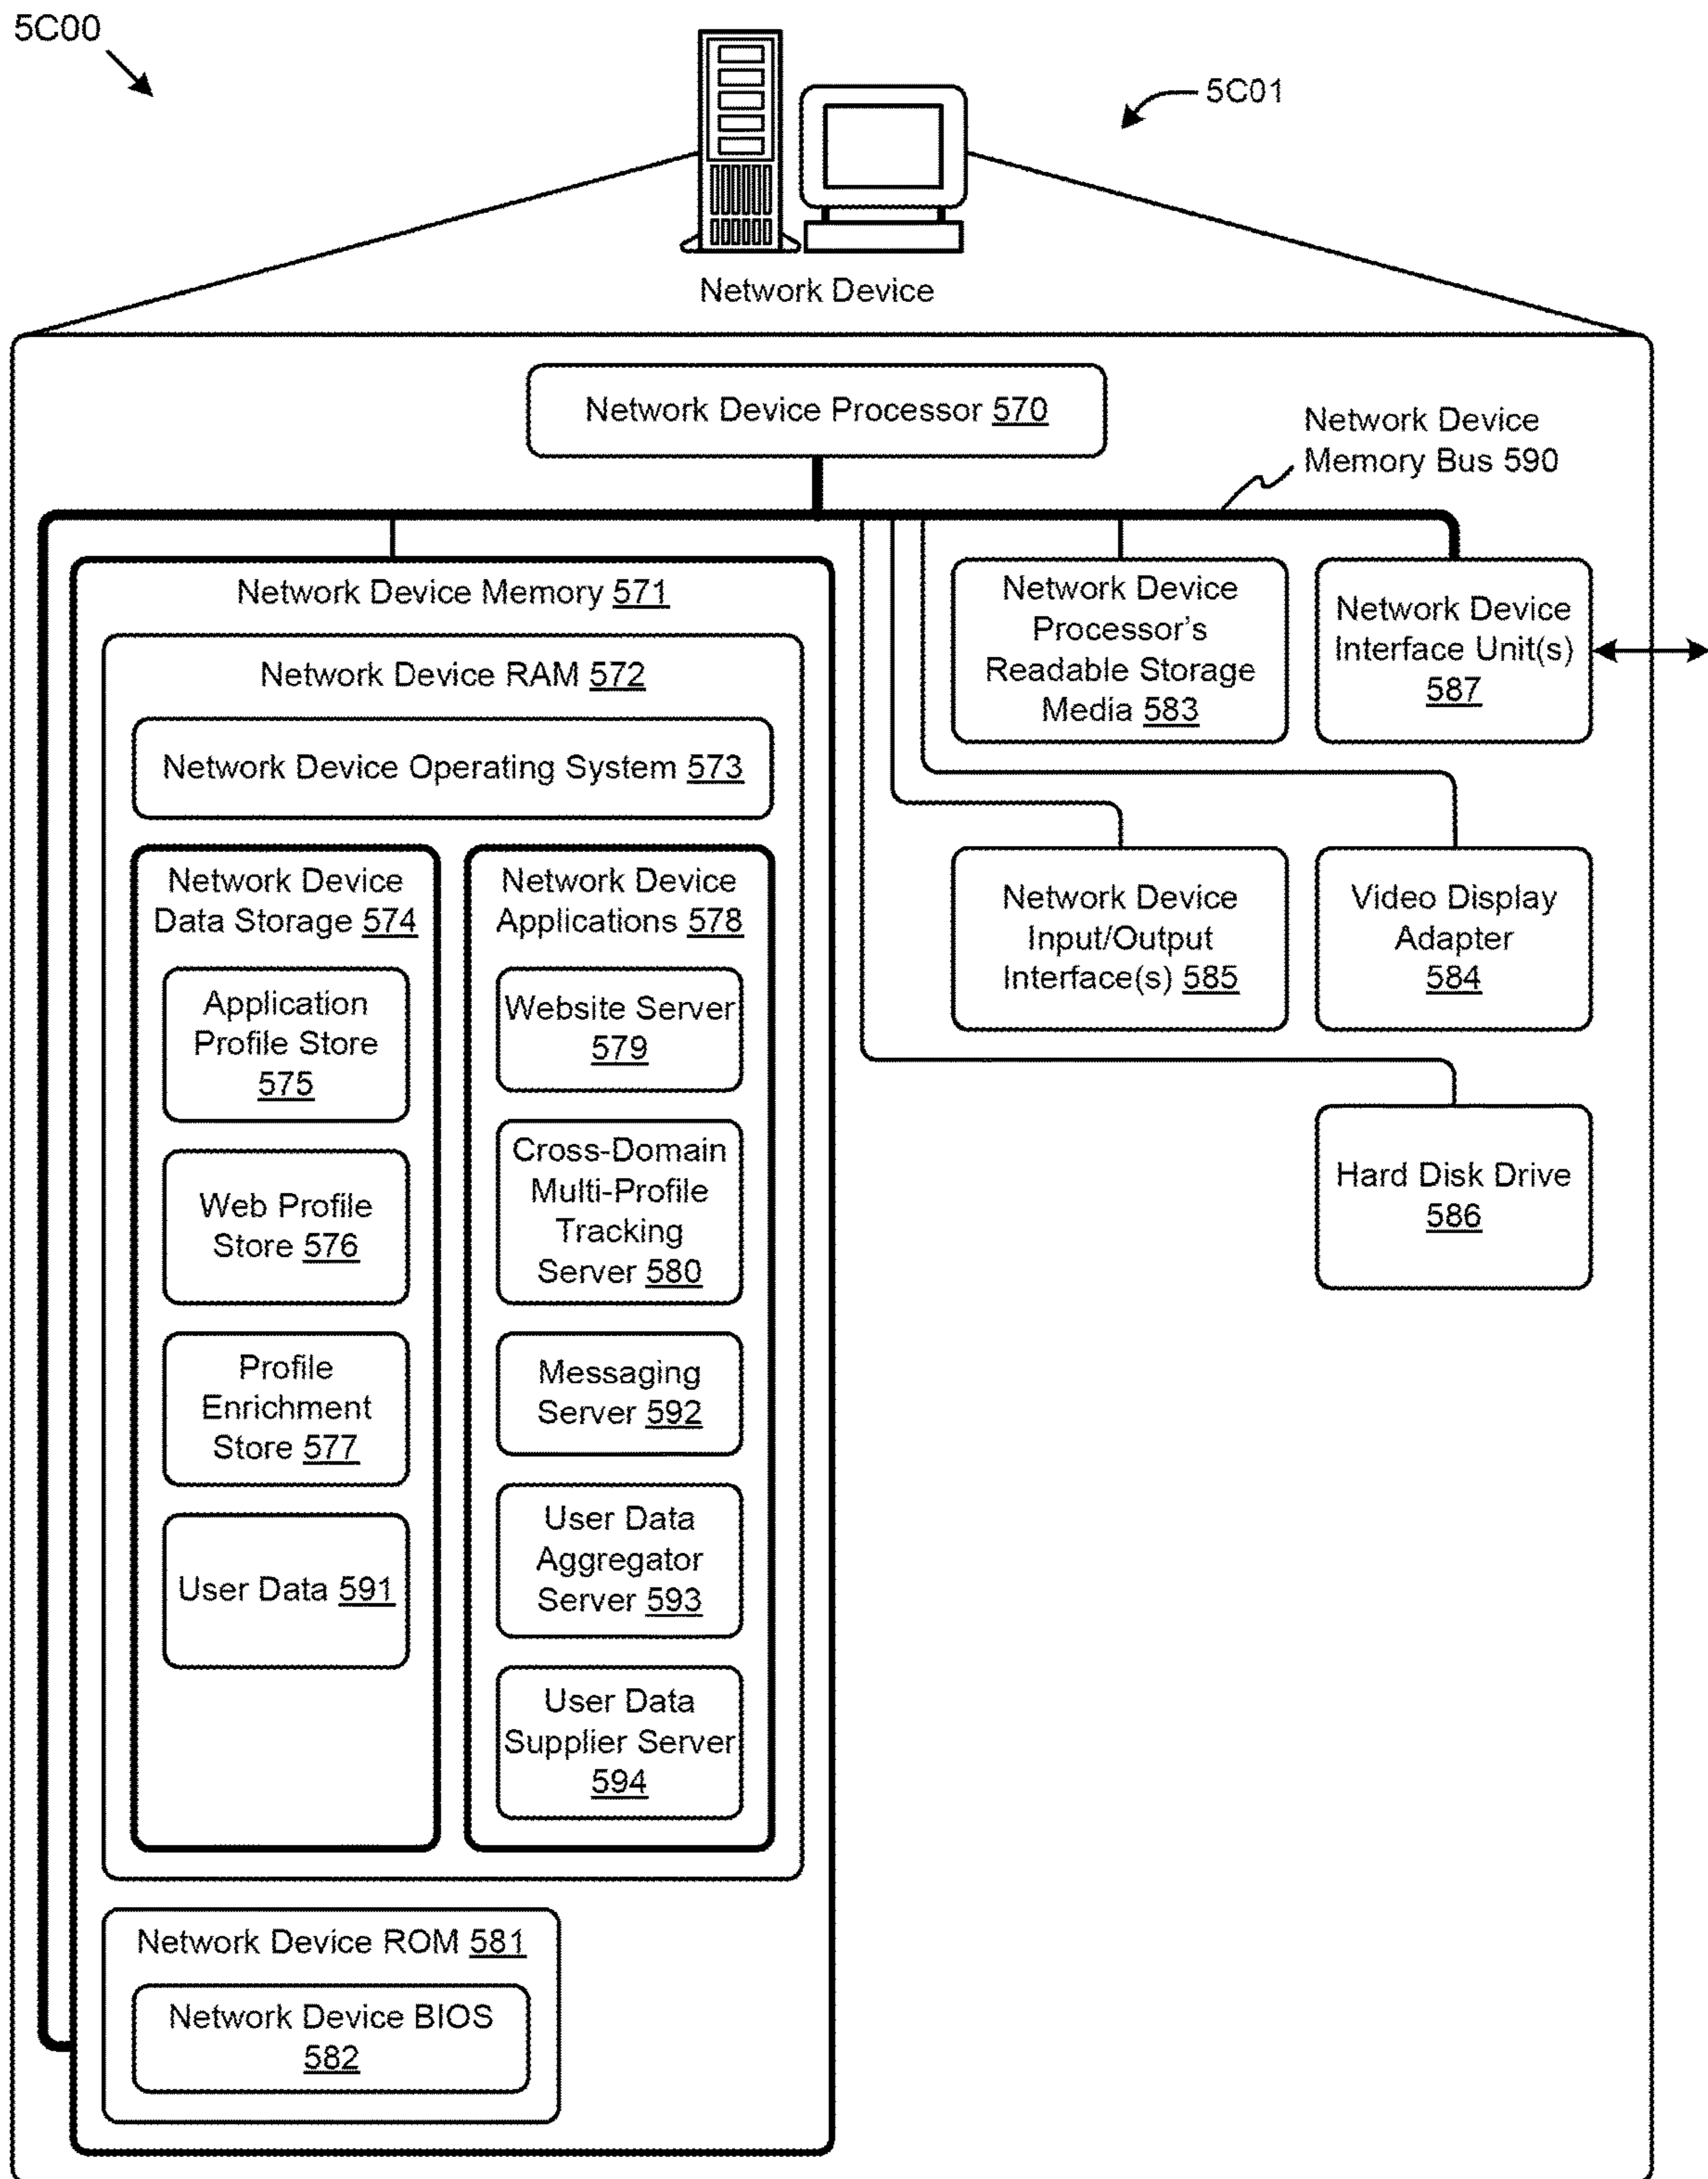 5C00
5C01
Network Device
Network Device Processor 570
Network Device
Memory Bus 590
Network Device Memory 571
Network Device RAM 572
Network Device Operating System 573
Network Device
Data Storage 574
Application
Profile Store
575
Web Profile
Store 576
Profile
Enrichment
Store 577
User Data 591
Network Device
Applications 578
Website Server
579
Cross-Domain
Multi-Profile
Tracking
Server 580
Messaging
Server 592
User Data
Aggregator
Server 593
User Data
Supplier Server
594
Network Device ROM 581
Network Device BIOS
582
Network Device
Processor's
Readable Storage
Media 583
Network Device
Interface Unit(s)
587
Network Device
Input/Output
Interface(s) 585
Video Display
Adapter
584
Hard Disk Drive
586